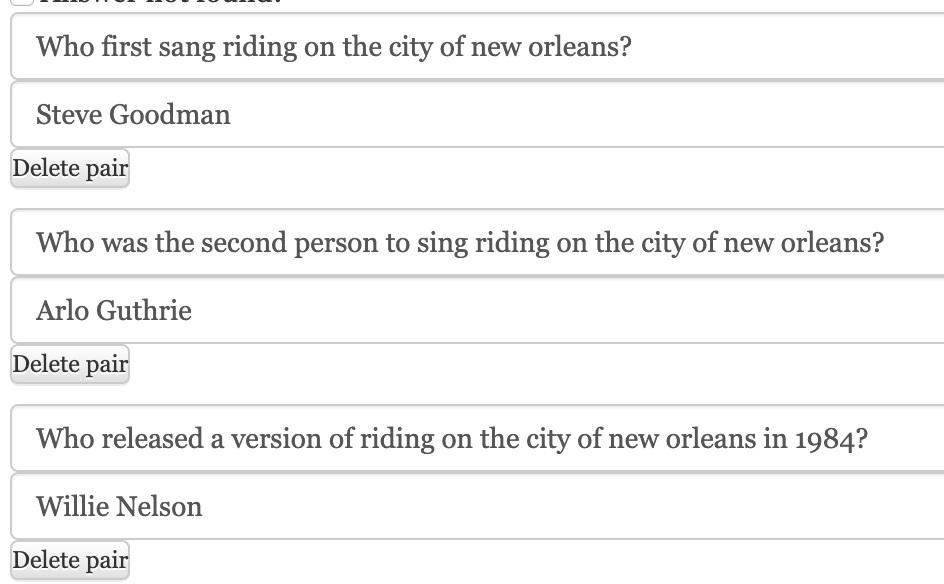 Who first sang riding on the city of new orleans?
Steve Goodman
Delete pair
Who was the second person to sing riding on the city of new orleans?
Arlo Guthrie
Delete pair
Who released a version of riding on the city of new orleans in 1984?
Willie Nelson
Delete pair